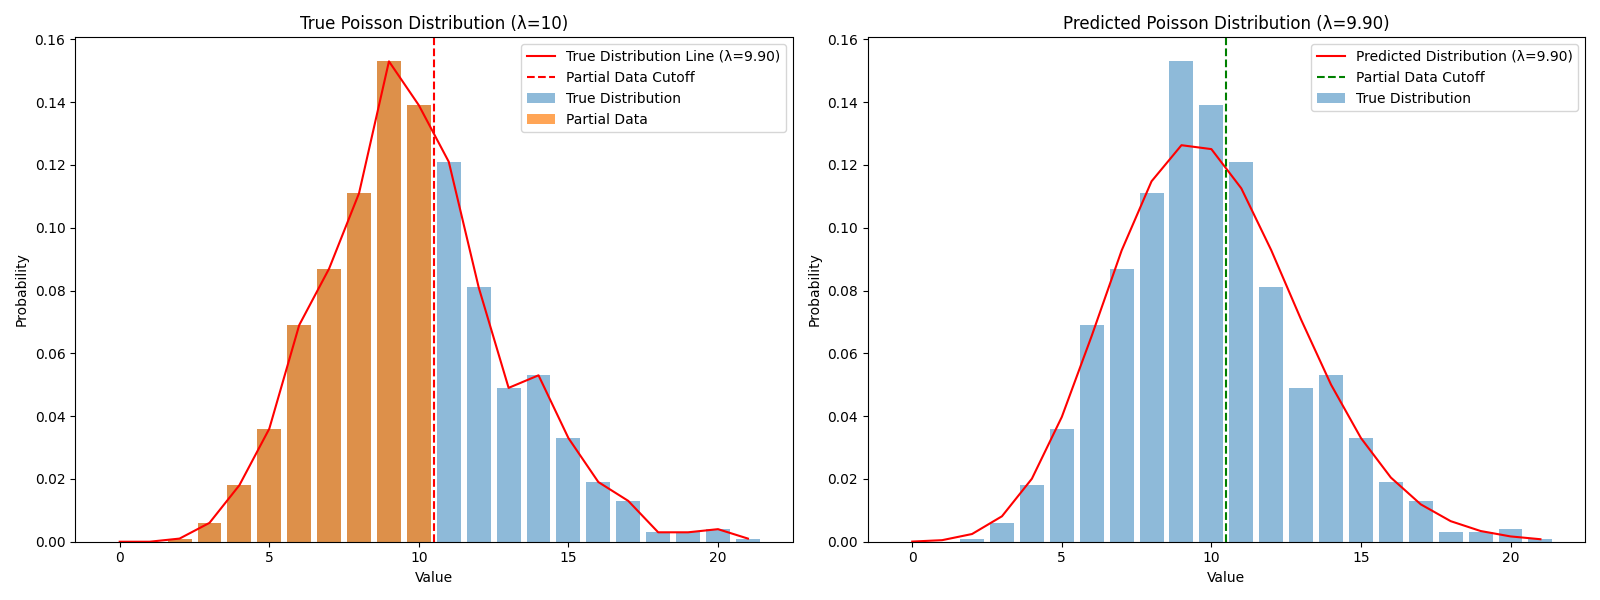 True Poisson Distribution (λ=10)
True Distribution Line (λ=9.90)
Partial Data Cutoff
True Distribution
Partial Data
Probability
0.16
0.14
0.12
0.10
0.08
0.06
0.04
0.02
0.00
0 5 10 15 20
Value
Predicted Poisson Distribution (λ=9.90)
Predicted Distribution (λ=9.90)
Partial Data Cutoff
True Distribution
Probability
0.16
0.14
0.12
0.10
0.08
0.06
0.04
0.02
0.00
0 5 10 15 20
Value